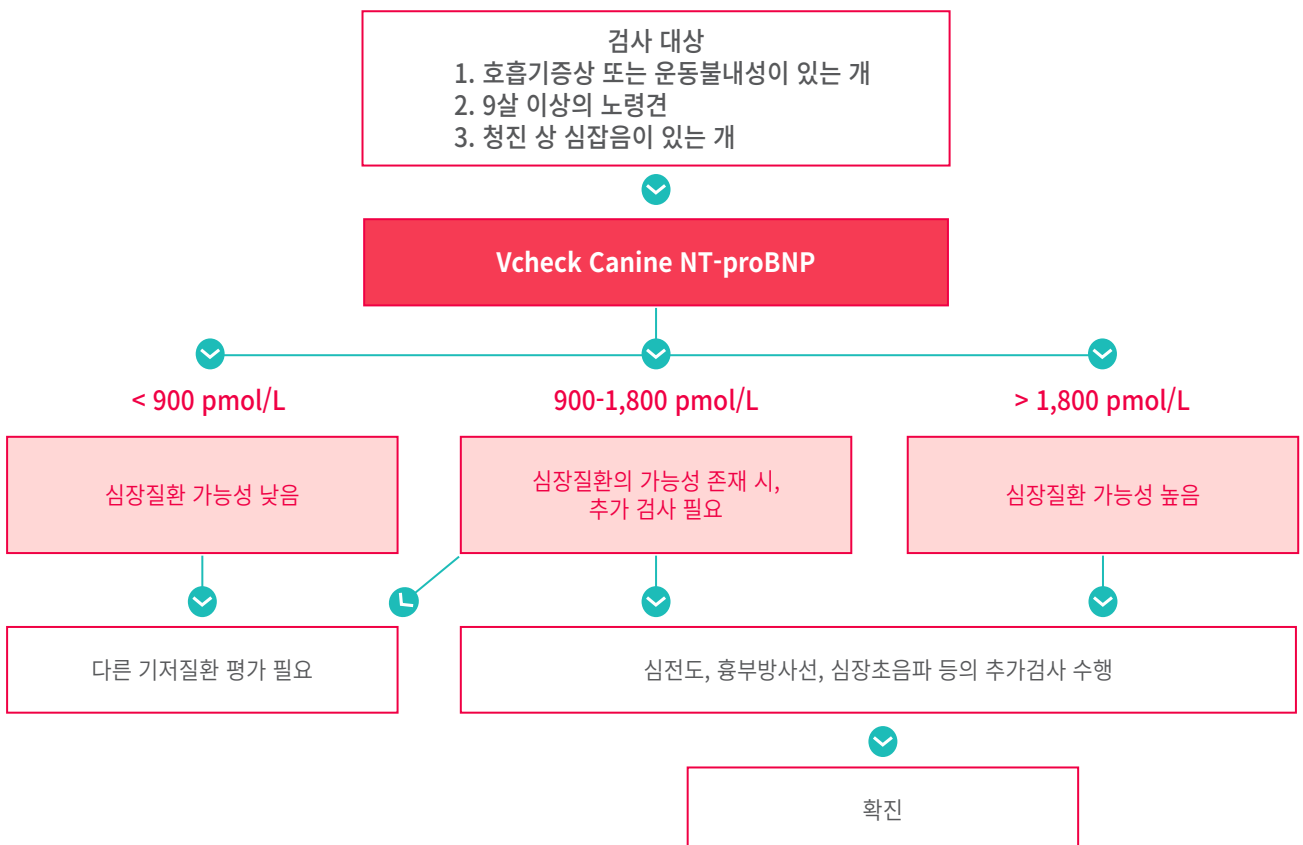 검사 대상
1. 호흡기증상 또는 운동불내성이 있는 개
2. 9살 이상의 노령견
3. 청진 상 심잡음이 있는 개
Vcheck Canine NT-proBNP
< 900 pmol/L
900-1,800 pmol/L
> 1,800 pmol/L
심장질환 가능성 낮음
심장질환의 가능성 존재 시,
추가 검사 필요
심장질환 가능성 높음
다른 기저질환 평가 필요
심전도, 흉부방사선, 심장초음파 등의 추가검사 수행
확진